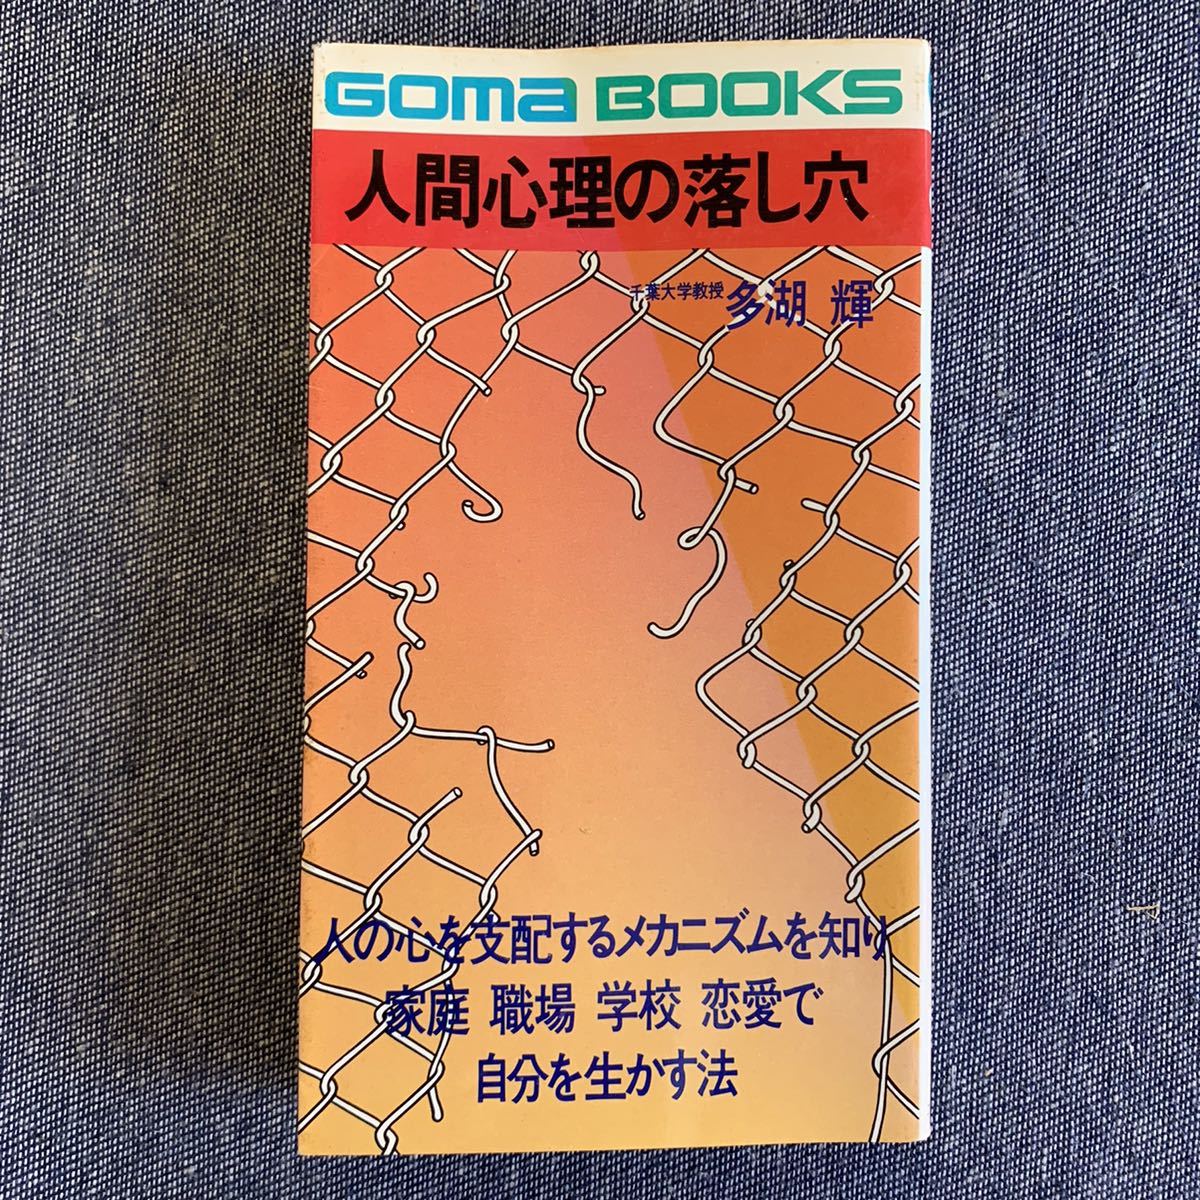 GOMA BOOKS
人間心理の落し穴
千葉大学教授 多湖 輝
人の心を支配するメカニズムを知り
家庭 職場 学校 恋愛で
自分を生かす法